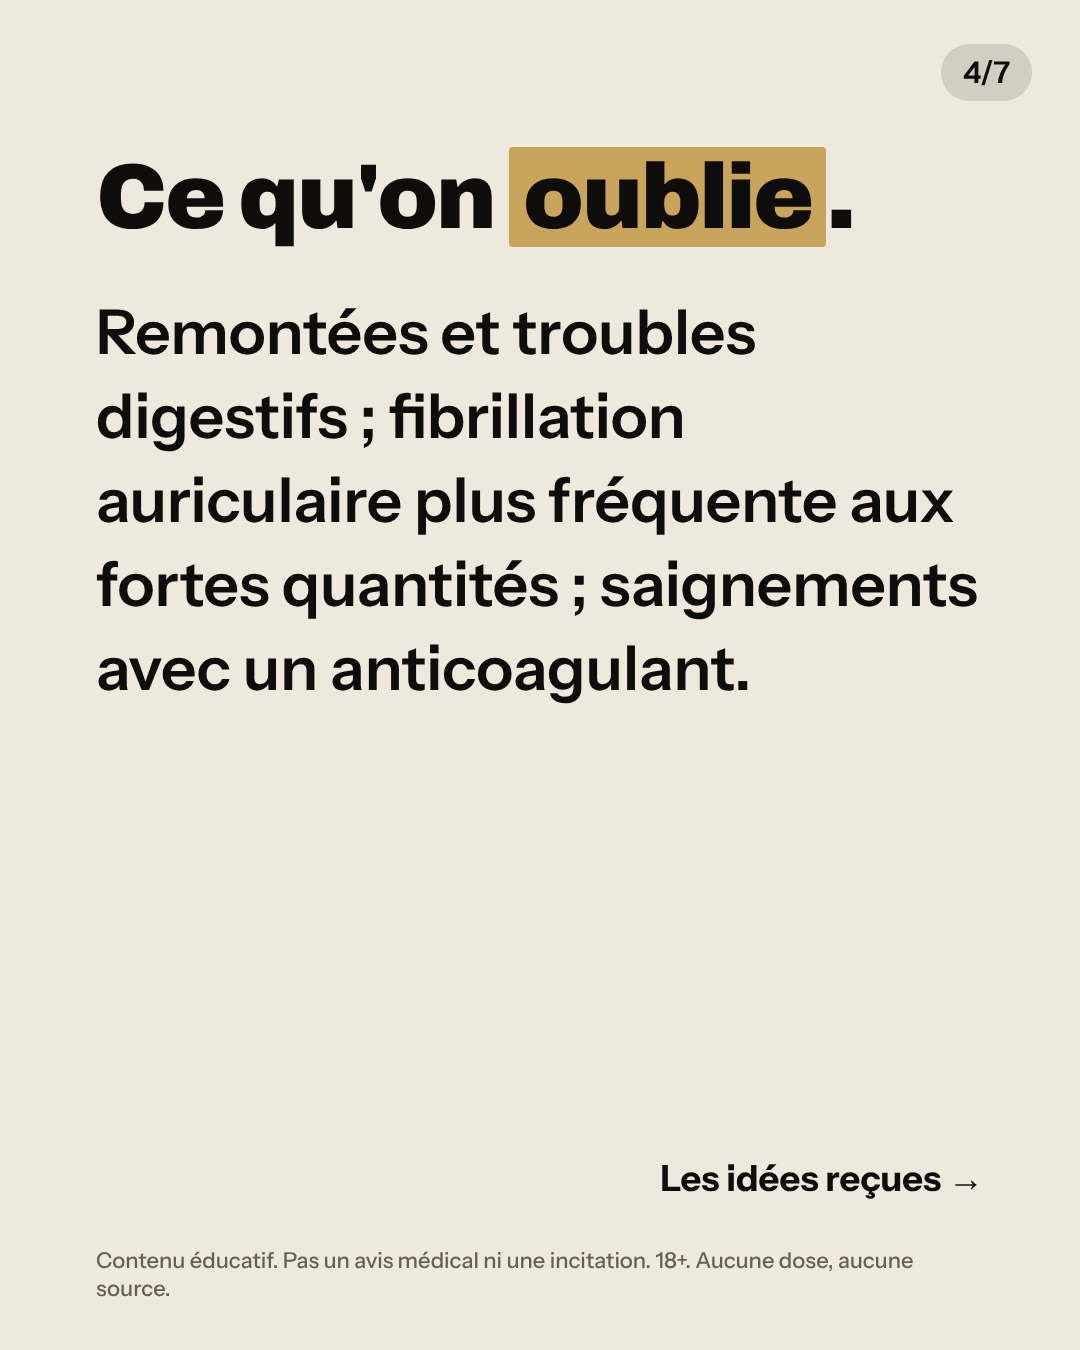 4/7
Ce qu'on oublie.
Remontées et troubles
digestifs ; fibrillation
auriculaire plus fréquente aux
fortes quantités ; saignements
avec un anticoagulant.
Les idées reçues →
Contenu éducatif. Pas un avis médical ni une incitation. 18+. Aucune dose, aucune
source.